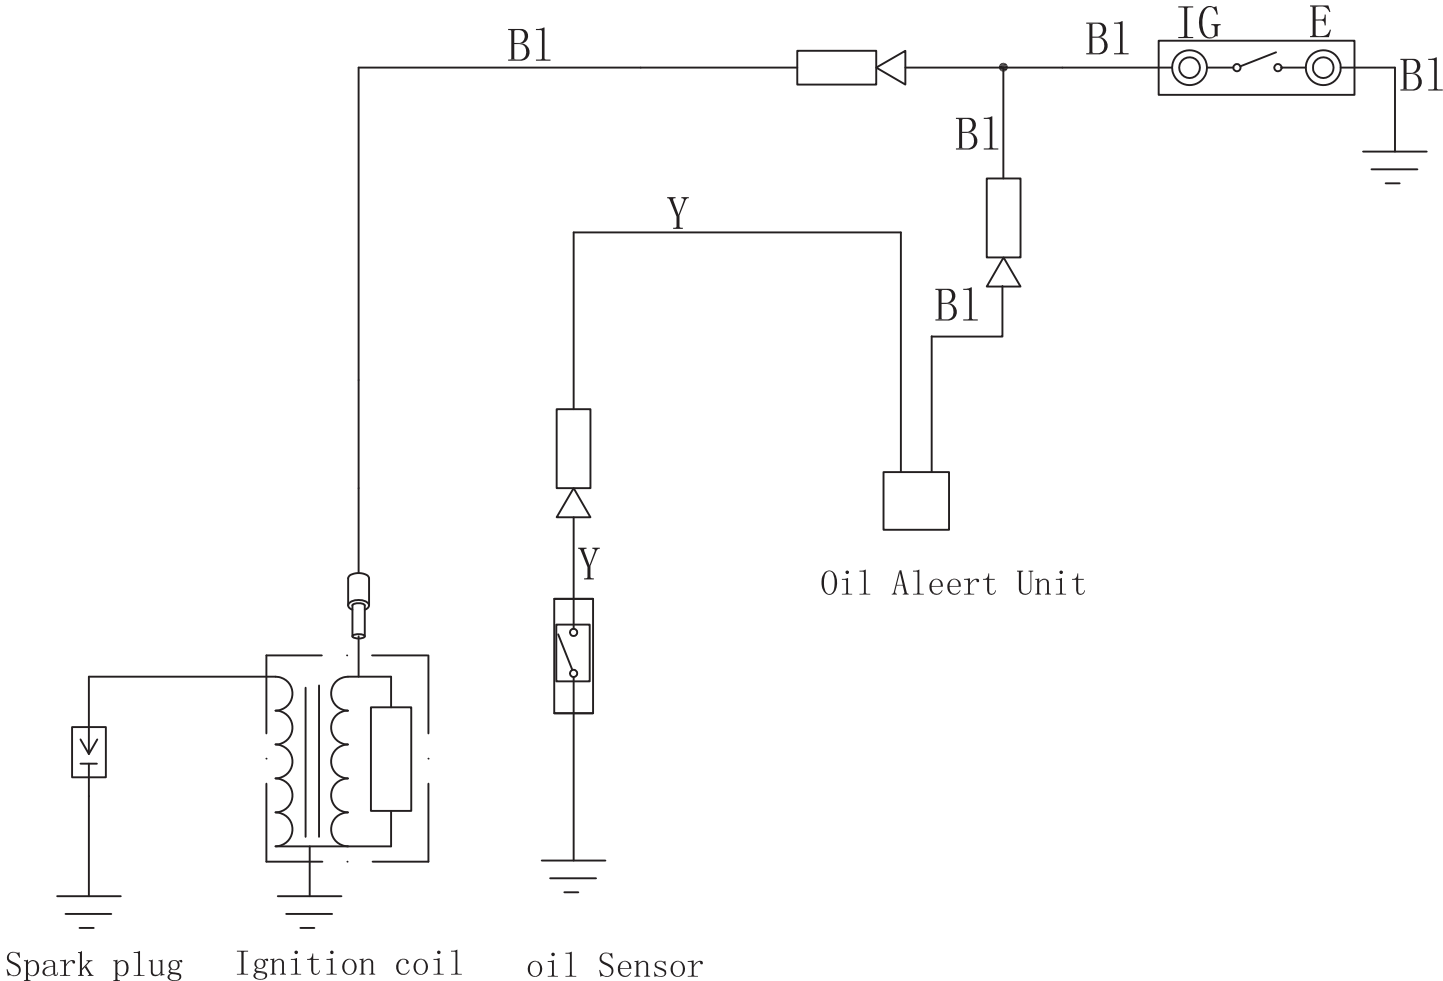 IG E
Bl
Bl
Bl
Bl
Y
Bl
Y
Oil Aleert Unit
Spark plug
Ignition coil
oil Sensor